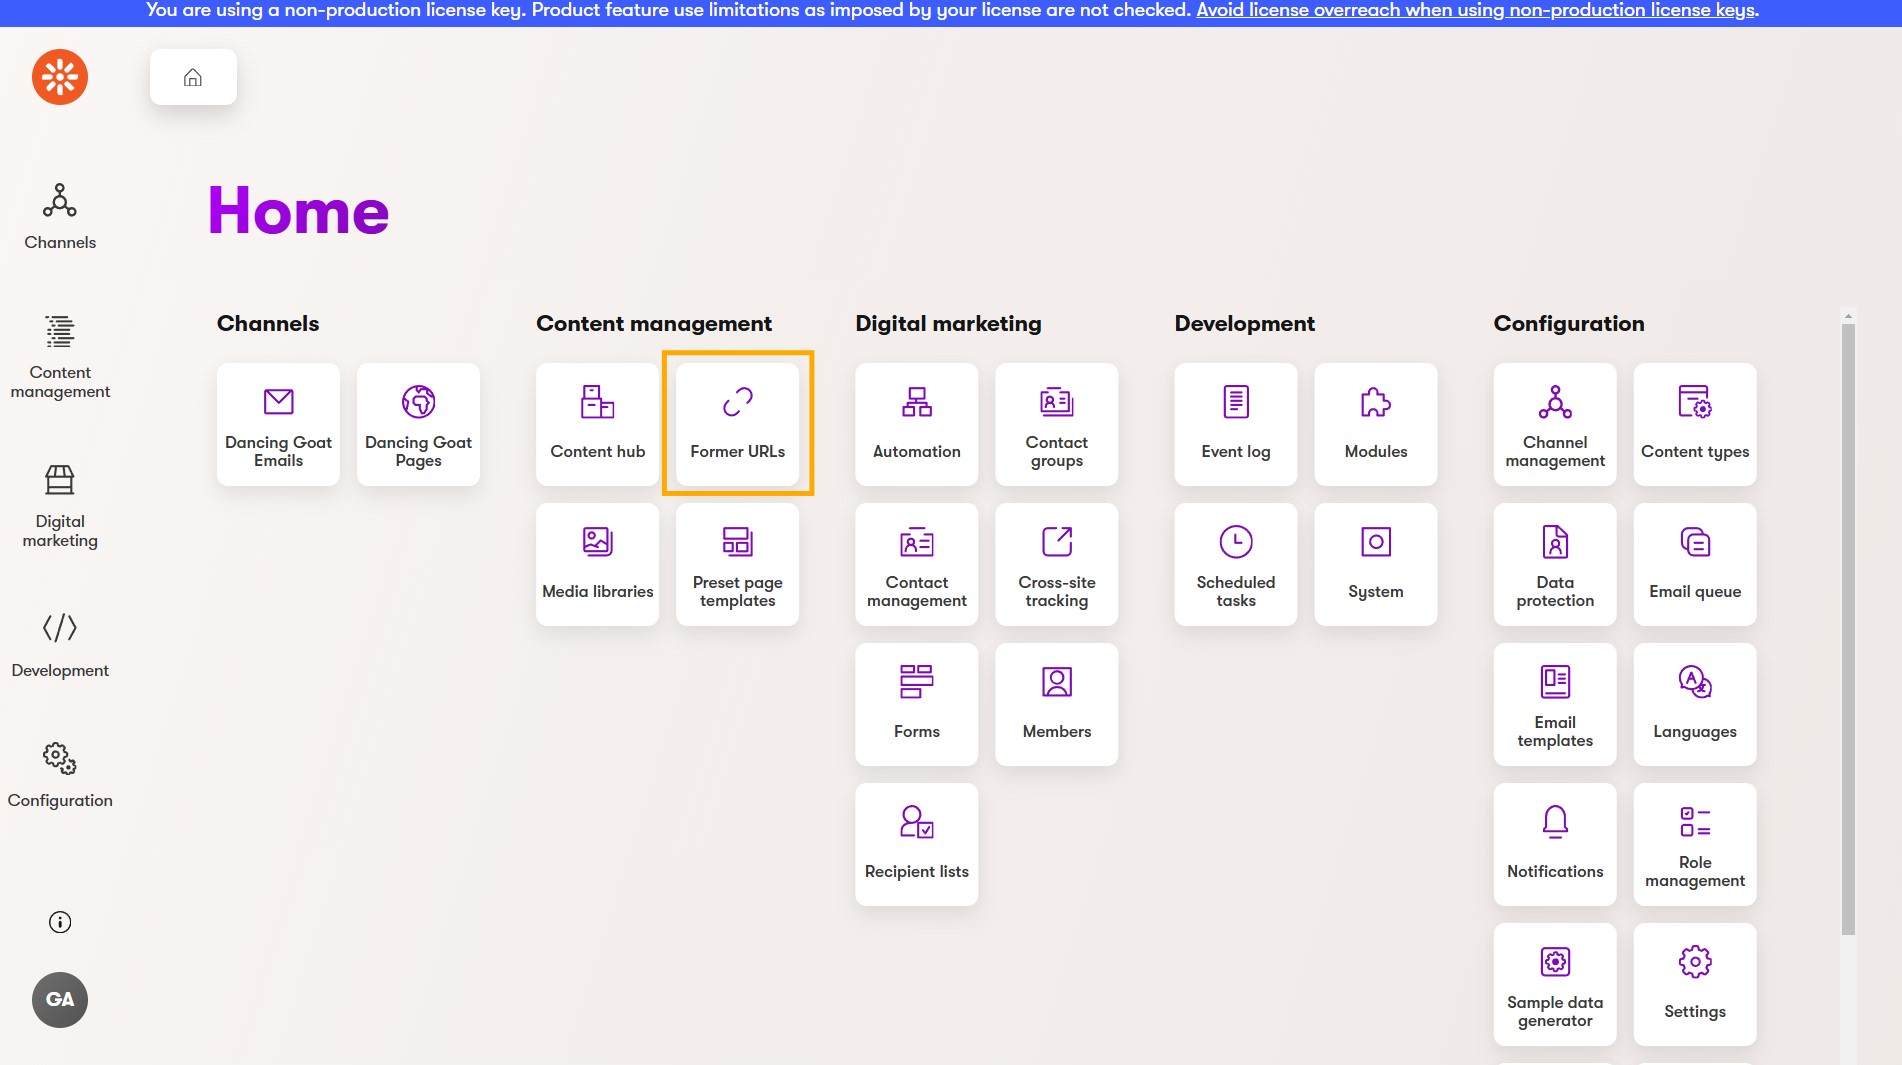 You are using a non-production license key. Product feature use limitations as imposed by your license are not checked. Avoid license overreach when using non-production license keys.
Channels
Content
management
Digital
marketing
Development
Configuration
GA
Home
Channels
Dancing Goat
Emails
Dancing Goat
Pages
Content management
Content hub
Former URLs
Media libraries
Preset page
templates
Digital marketing
Automation
Contact
groups
Contact
management
Cross-site
tracking
Forms
Members
Recipient lists
Development
Event log
Modules
Scheduled
tasks
System
Configuration
Channel
management
Content types
Data
protection
Email queue
Email
templates
Languages
Notifications
Role
management
Sample data
generator
Settings